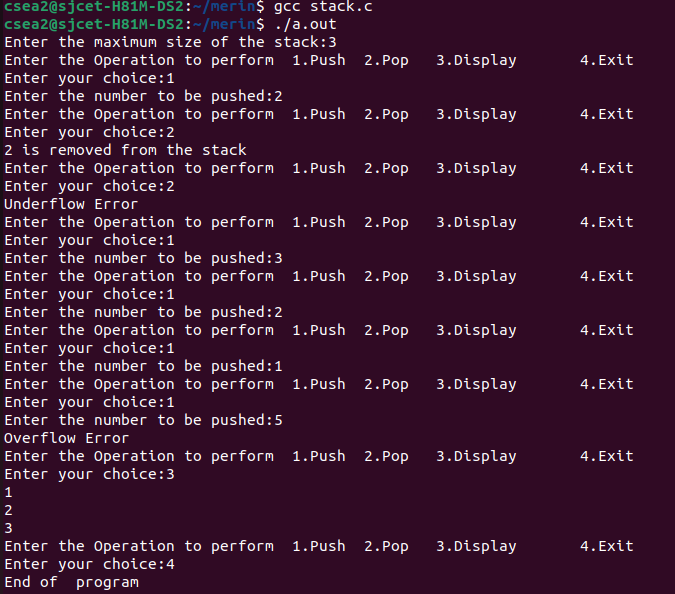 csea2@sjcet-H81M-DS2:~/merin$ gcc stack.c
csea2@sjcet-H81M-DS2:~/merin$ ./a.out
Enter the maximum size of the stack:3
Enter the Operation to perform  1.Push  2.Pop   3.Display       4.Exit
Enter your choice:1
Enter the number to be pushed:2
Enter the Operation to perform  1.Push  2.Pop   3.Display       4.Exit
Enter your choice:2
2 is removed from the stack
Enter the Operation to perform  1.Push  2.Pop   3.Display       4.Exit
Enter your choice:2
Underflow Error
Enter the Operation to perform  1.Push  2.Pop   3.Display       4.Exit
Enter your choice:1
Enter the number to be pushed:3
Enter the Operation to perform  1.Push  2.Pop   3.Display       4.Exit
Enter your choice:1
Enter the number to be pushed:2
Enter the Operation to perform  1.Push  2.Pop   3.Display       4.Exit
Enter your choice:1
Enter the number to be pushed:1
Enter the Operation to perform  1.Push  2.Pop   3.Display       4.Exit
Enter your choice:1
Enter the number to be pushed:5
Overflow Error
Enter the Operation to perform  1.Push  2.Pop   3.Display       4.Exit
Enter your choice:3
1
2
3
Enter the Operation to perform  1.Push  2.Pop   3.Display       4.Exit
Enter your choice:4
End of  program